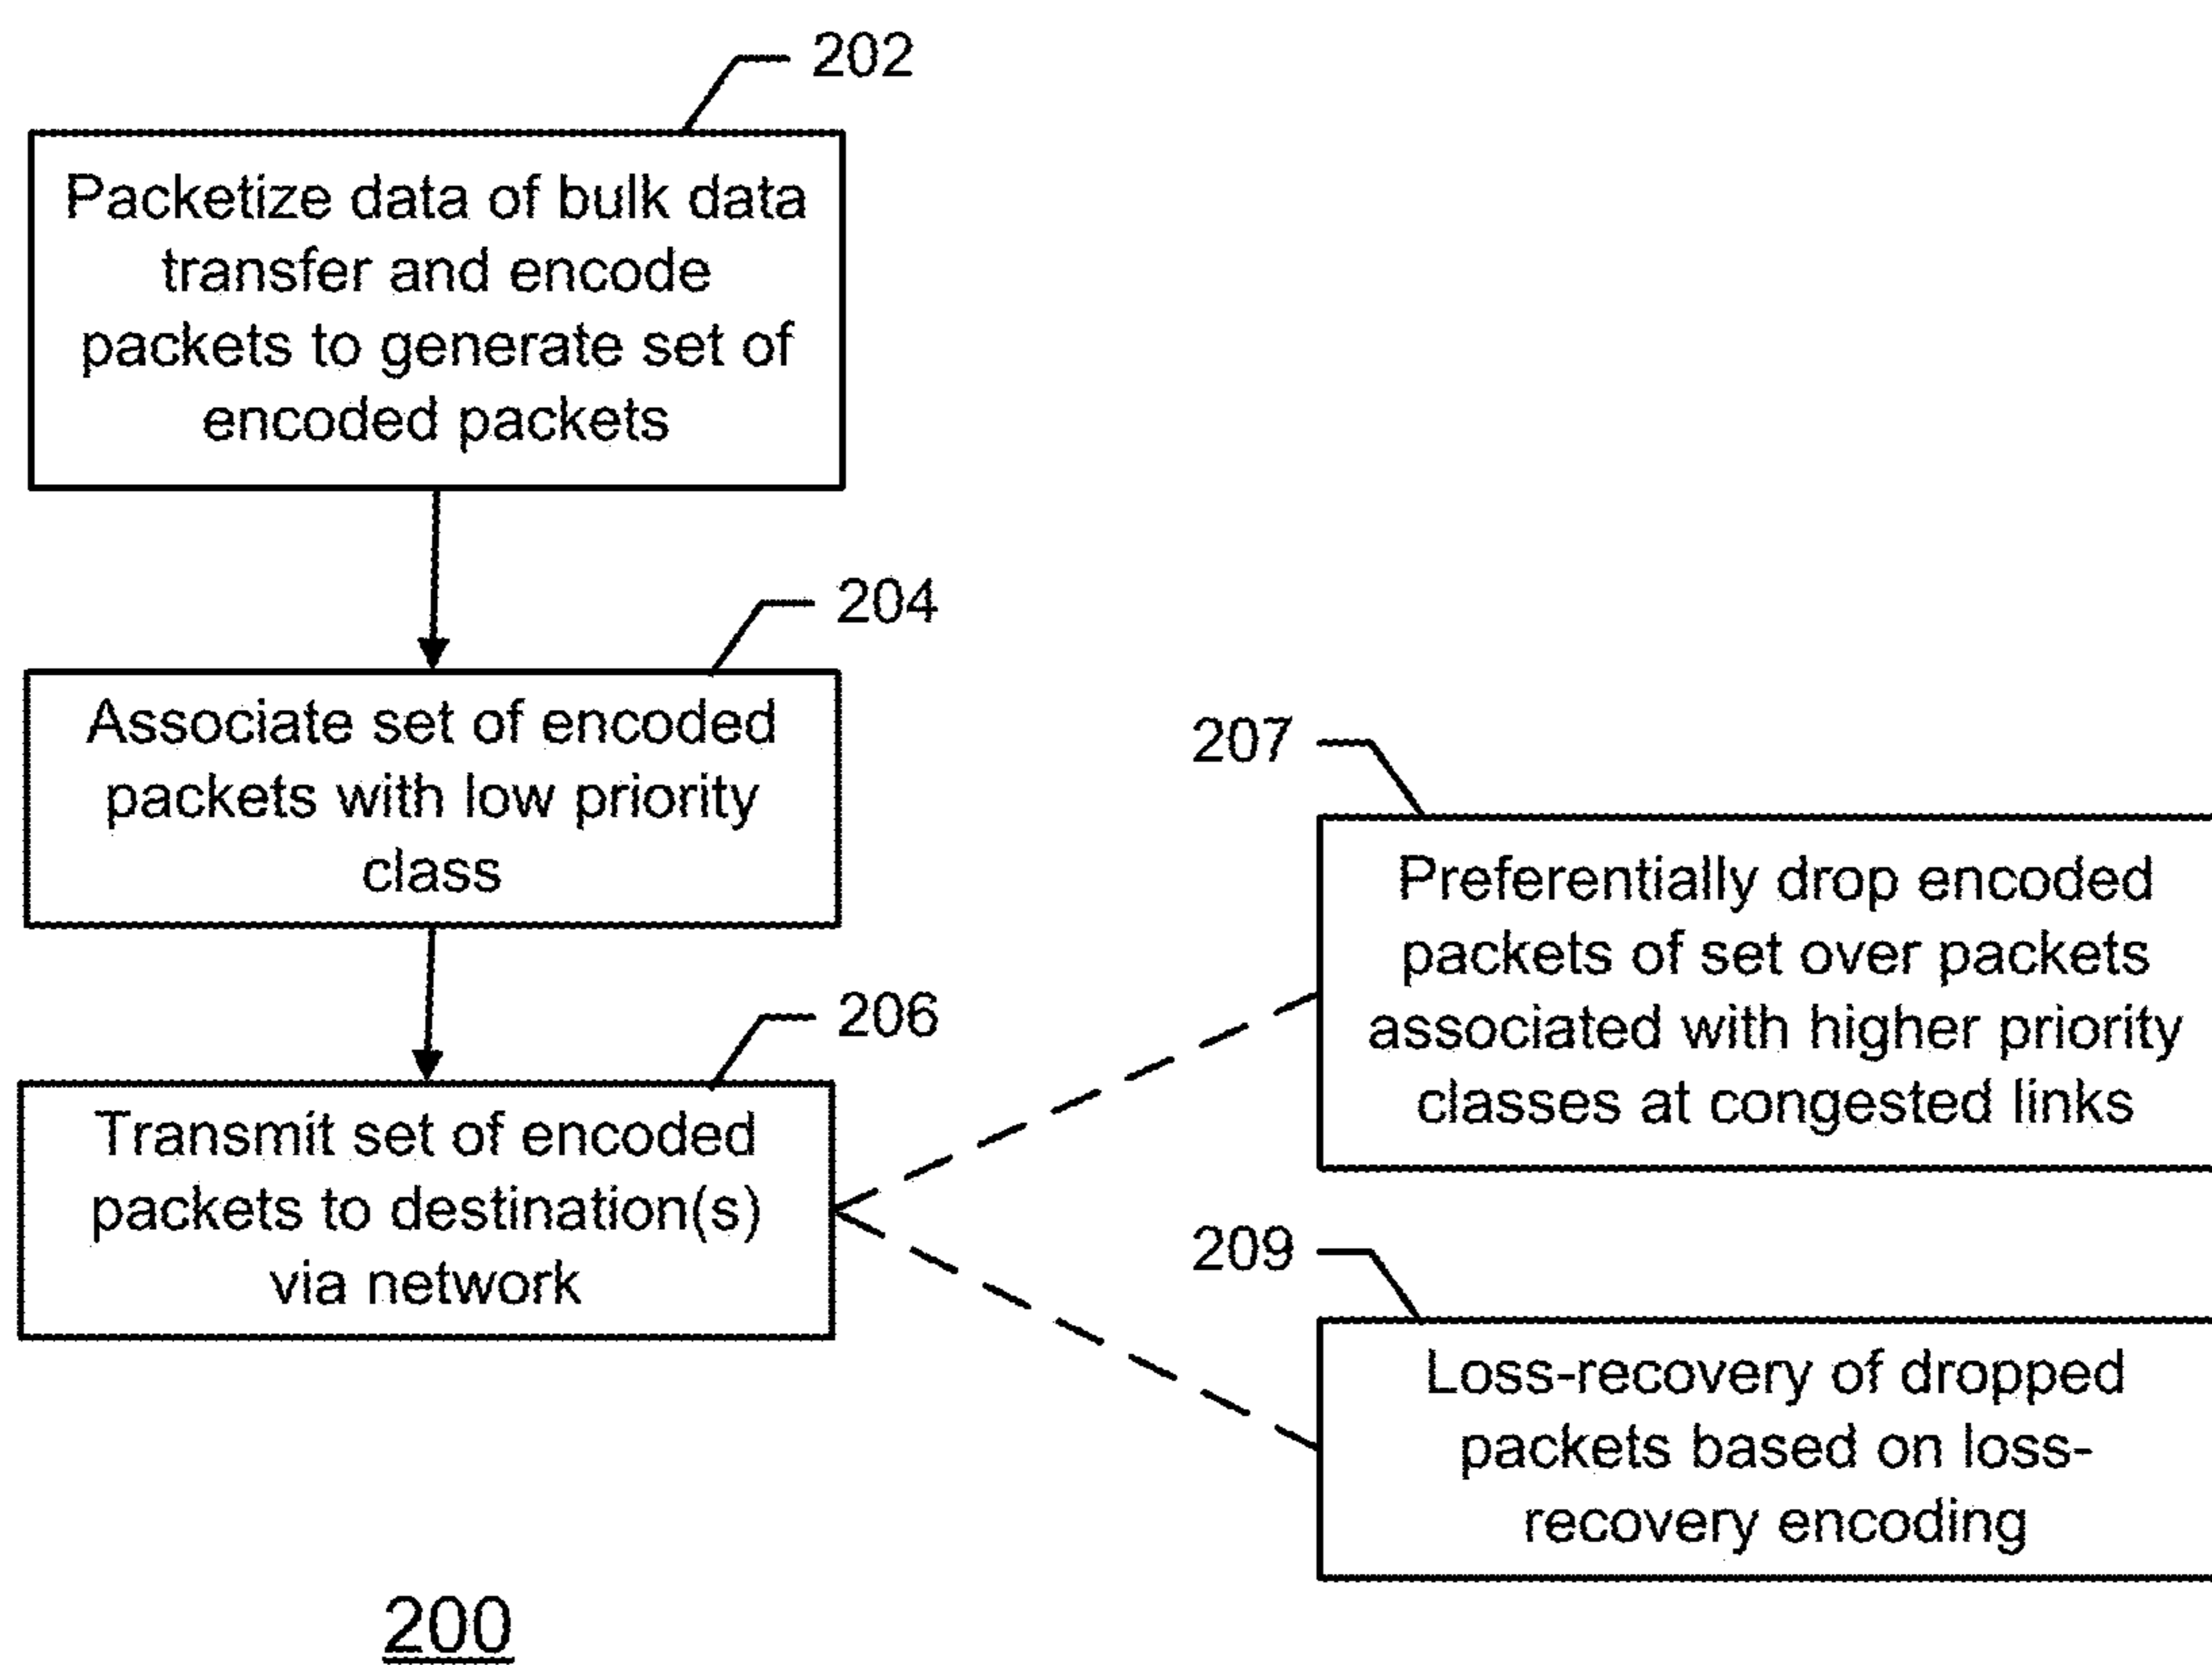 202
Packetize data of bulk data
transfer and encode
packets to generate set of
encoded packets
204
Associate set of encoded
packets with low priority
class
206
Transmit set of encoded
packets to destination(s)
via network
207
Preferentially drop encoded
packets of set over packets
associated with higher priority
classes at congested links
209
Loss-recovery of dropped
packets based on loss-
recovery encoding
200